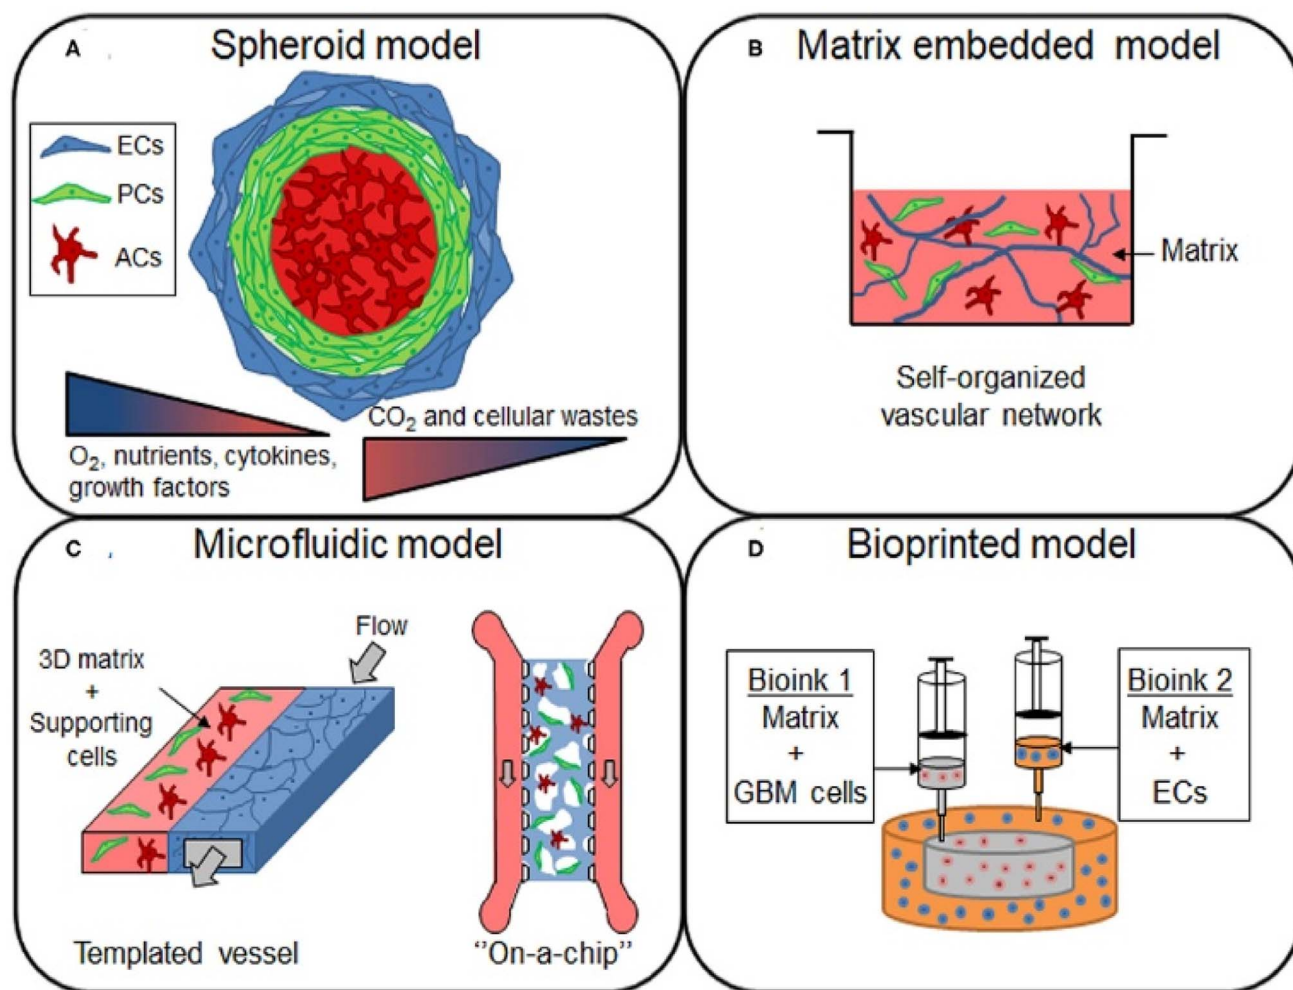 A
Spheroid model
ECs
PCs
ACs
O₂, nutrients, cytokines,
growth factors
CO₂ and cellular wastes
B
Matrix embedded model
Matrix
Self-organized
vascular network
C
Microfluidic model
3D matrix
+
Supporting
cells
Flow
Templated vessel
‘’On-a-chip’’
D
Bioprinted model
Bioink 1
Matrix
+
GBM cells
Bioink 2
Matrix
+
ECs